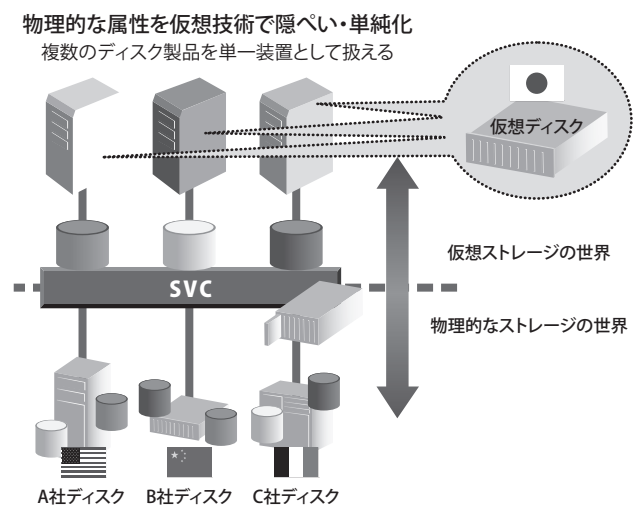 物理的な属性を仮想技術で隠ぺい・単純化
複数のディスク製品を単一装置として扱える
仮想ディスク
仮想ストレージの世界
SVC
物理的なストレージの世界
A社ディスク
B社ディスク
C社ディスク